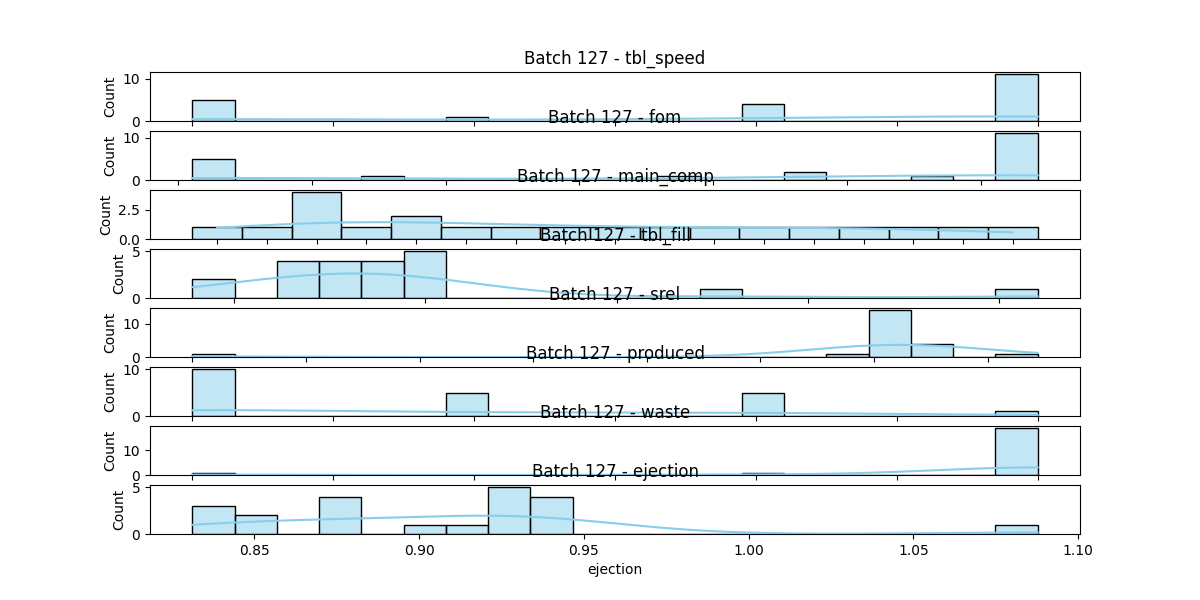 Batch 127 - tbl_speed
10
Count
0
Batch 127 - fom
10
Count
0
Batch 127 - main_comp
2.5
Count
0.0
Batch 127 - tbl_fill
5
Count
0
Batch 127 - srel
10
Count
0
Batch 127 - produced
10
Count
0
Batch 127 - waste
10
Count
0
Batch 127 - ejection
5
Count
0
0.85 0.90 0.95 1.00 1.05 1.10
ejection